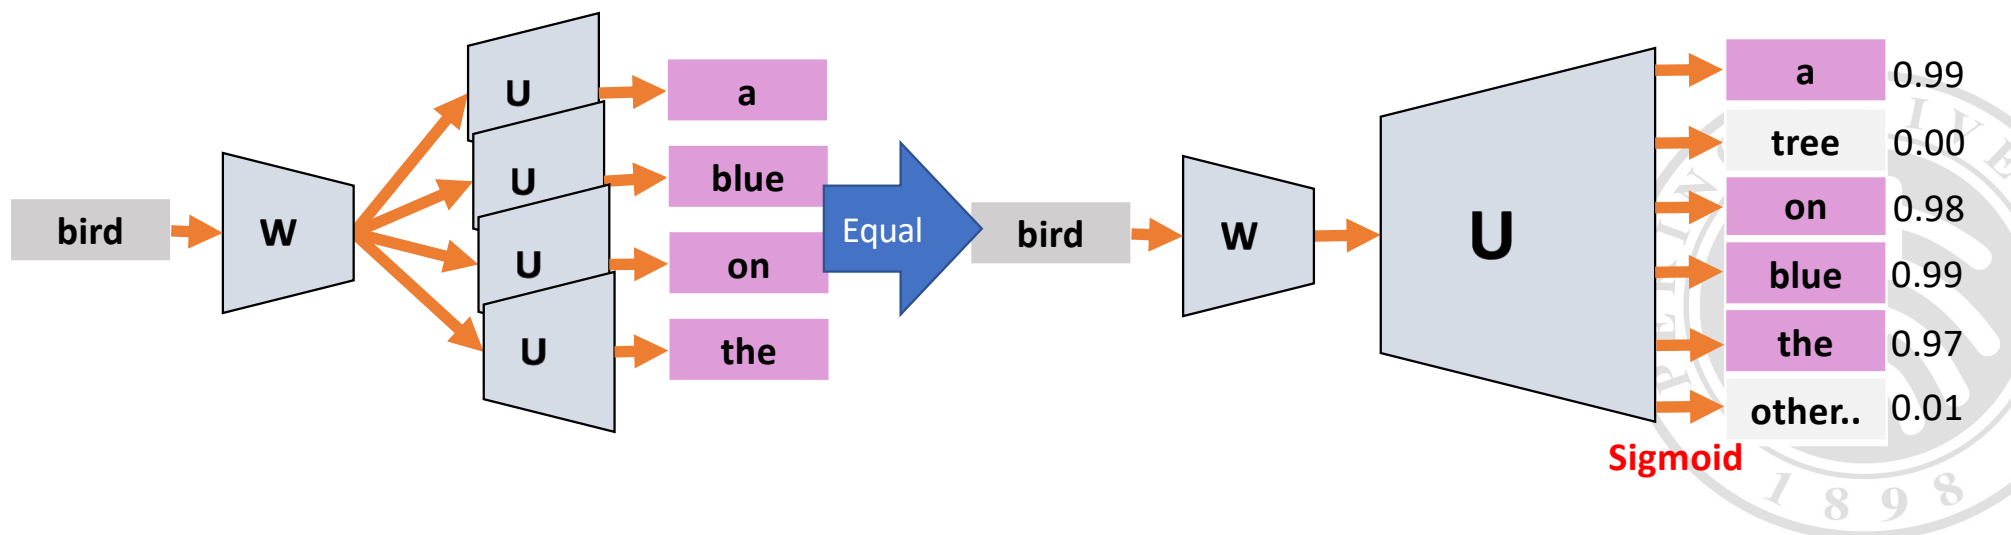 bird
W
U
U
U
U
a
blue
on
the
Equal
bird
W
U
a 0.99
tree 0.00
on 0.98
blue 0.99
the 0.97
other.. 0.01
Sigmoid
1898